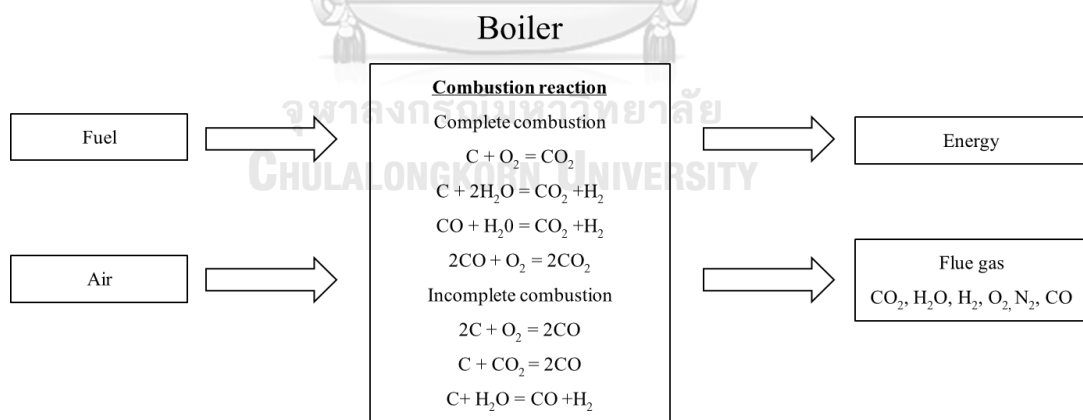 Boiler
Combustion reaction
จุฬาลงกรณ์มหาวิทยาลัย
Complete combustion
Fuel
Energy
C + O₂ = CO₂
CHULALONGKORN UNIVERSITY
C + 2H₂O = CO₂ +H₂
CO + H₂0 = CO₂ +H₂
2CO + O₂ = 2CO₂
Air
Flue gas
CO₂, H₂O, H₂, O₂, N₂, CO
Incomplete combustion
2C + O₂ = 2CO
C + CO₂ = 2CO
C+ H₂O = CO +H₂